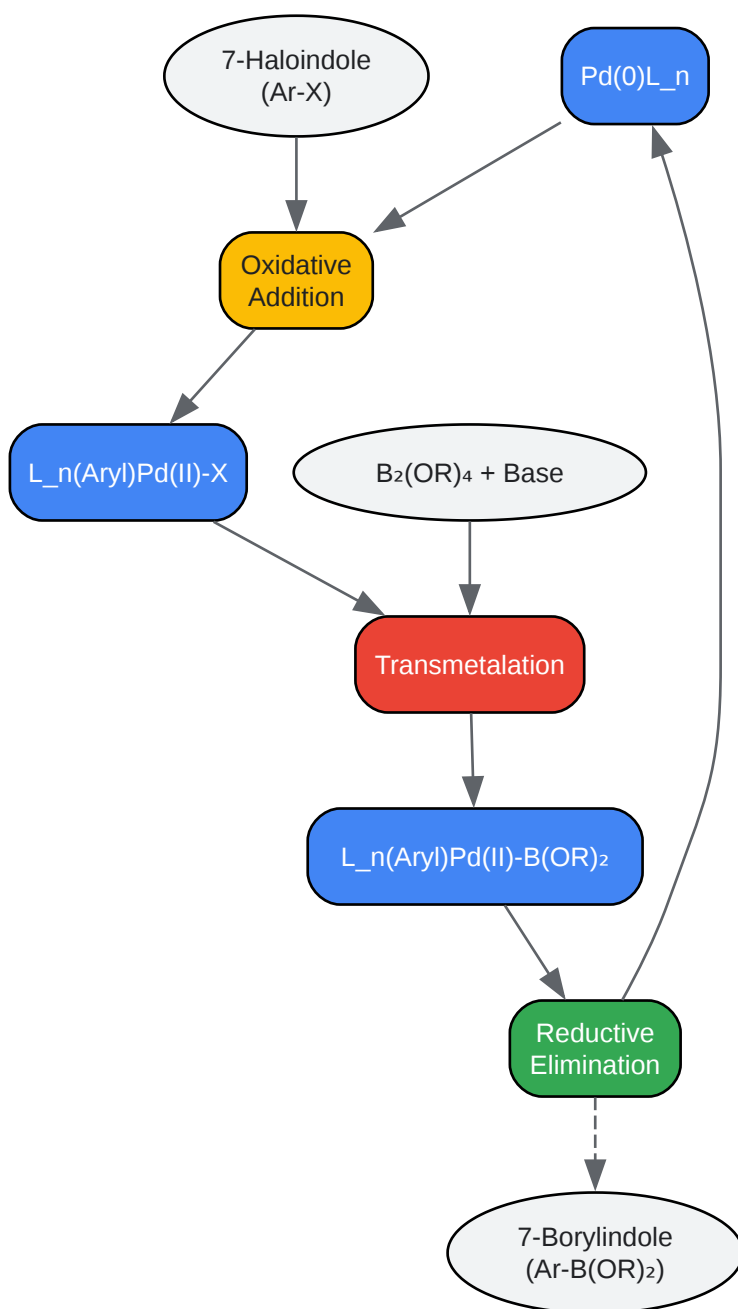 7-Haloindole
(Ar-X)
Pd(0)L_n
Oxidative
Addition
L_n(Aryl)Pd(II)-X
B₂(OR)₄ + Base
Transmetalation
L_n(Aryl)Pd(II)-B(OR)₂
Reductive
Elimination
7-Borylindole
(Ar-B(OR)₂)